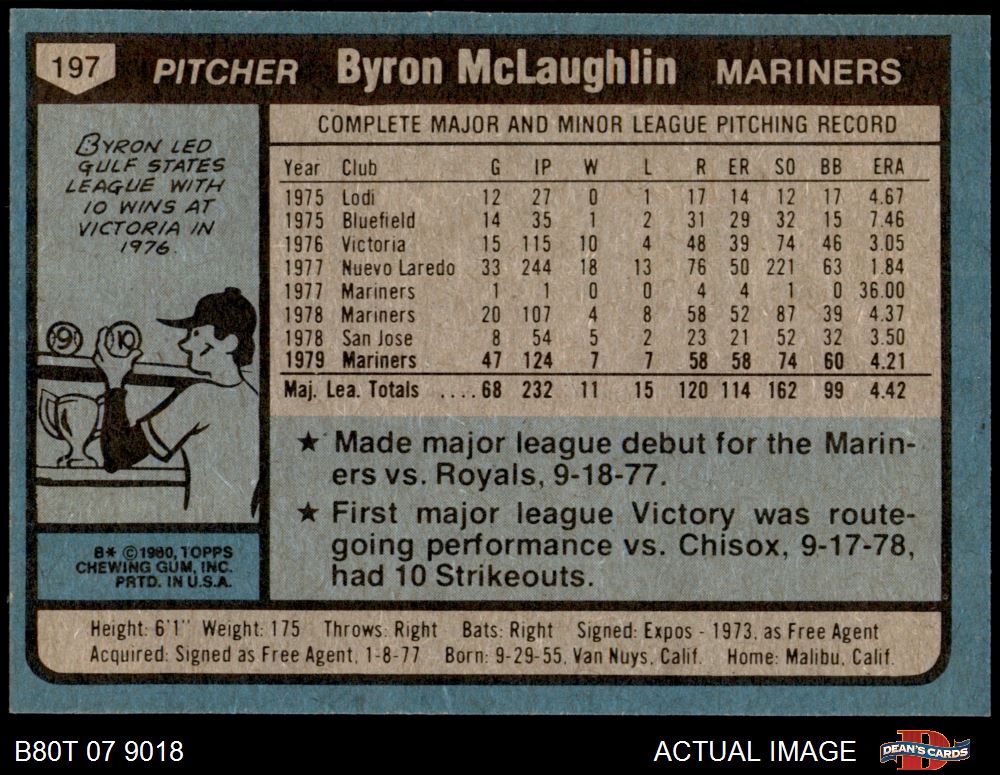 197 PITCHER Byron McLaughlin MARINERS
BYRON LED
GULF STATES
LEAGUE WITH
10 WINS AT
VICTORIA IN
1976.
9 10
B* ©1980, TOPPS
CHEWING GUM, INC.
PRTD. IN U.S.A.
COMPLETE MAJOR AND MINOR LEAGUE PITCHING RECORD
Year Club G IP W L R ER SO BB ERA
1975 Lodi 12 27 0 1 17 14 12 17 4.67
1975 Bluefield 14 35 1 2 31 29 32 15 7.46
1976 Victoria 15 115 10 4 48 39 74 46 3.05
1977 Nuevo Laredo 33 244 18 13 76 50 221 63 1.84
1977 Mariners 1 1 0 0 4 4 1 0 36.00
1978 Mariners 20 107 4 8 58 52 87 39 4.37
1978 San Jose 8 54 5 2 23 21 52 32 3.50
1979 Mariners 47 124 7 7 58 58 74 60 4.21
Maj. Lea. Totals ....68 232 11 15 120 114 162 99 4.42
★ Made major league debut for the Marin-
ers vs. Royals, 9-18-77.
★ First major league Victory was route-
going performance vs. Chisox, 9-17-78,
had 10 Strikeouts.
Height: 6'1" Weight: 175 Throws: Right Bats: Right Signed: Expos - 1973, as Free Agent
Acquired: Signed as Free Agent, 1-8-77 Born: 9-29-55, Van Nuys, Calif. Home: Malibu, Calif.
B80T 07 9018 ACTUAL IMAGE DEAN'S CARDS